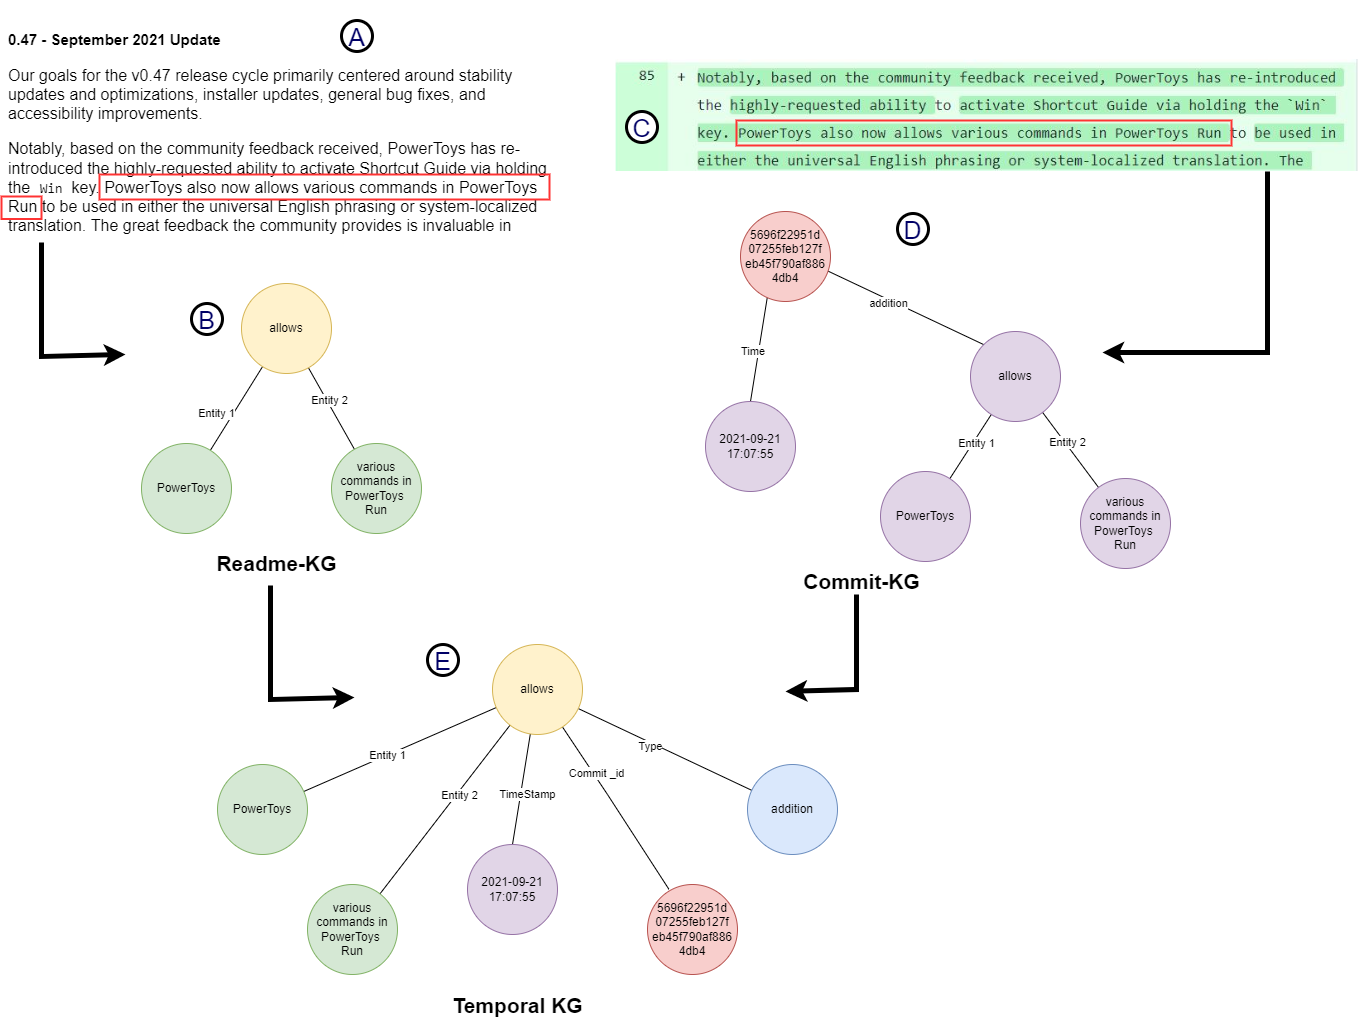 0.47 - September 2021 Update
A
Our goals for the v0.47 release cycle primarily centered around stability
updates and optimizations, installer updates, general bug fixes, and
accessibility improvements.
Notably, based on the community feedback received, PowerToys has re-
introduced the highly-requested ability to activate Shortcut Guide via holding
the Win key. PowerToys also now allows various commands in PowerToys
Run to be used in either the universal English phrasing or system-localized
translation. The great feedback the community provides is invaluable in
85 + Notably, based on the community feedback received, PowerToys has re-introduced
the highly-requested ability to activate Shortcut Guide via holding the `Win`
C
key. PowerToys also now allows various commands in PowerToys Run to be used in
either the universal English phrasing or system-localized translation. The
B
allows
Entity 1
Entity 2
PowerToys
various
commands in
PowerToys
Run
Readme-KG
D
5696f22951d
07255feb127f
eb45f790af886
4db4
addition
Time
allows
2021-09-21
17:07:55
Entity 1
Entity 2
PowerToys
various
commands in
PowerToys
Run
Commit-KG
E
allows
Entity 1
Entity 2
TimeStamp
Commit _id
Type
PowerToys
various
commands in
PowerToys
Run
2021-09-21
17:07:55
5696f22951d
07255feb127f
eb45f790af886
4db4
addition
Temporal KG